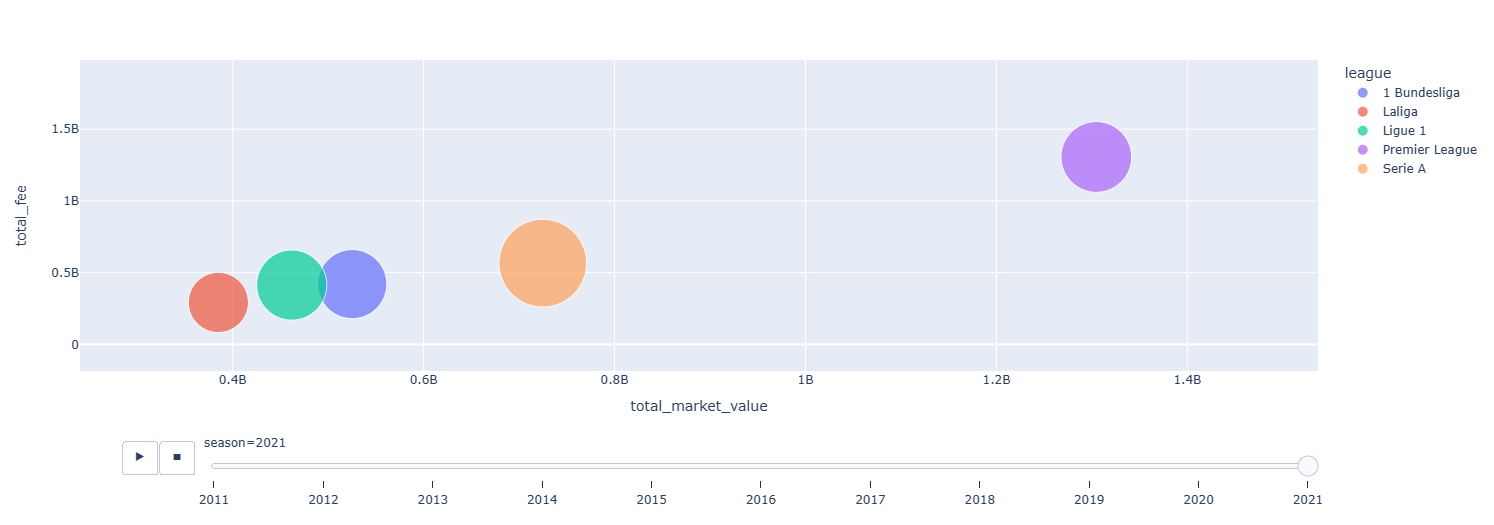 league
1 Bundesliga
Laliga
Ligue 1
Premier League
Serie A
1.5B
1B
0.5B
0
total_fee
0.4B 0.6B 0.8B 1B 1.2B 1.4B
total_market_value
season=2021
2011 2012 2013 2014 2015 2016 2017 2018 2019 2020 2021